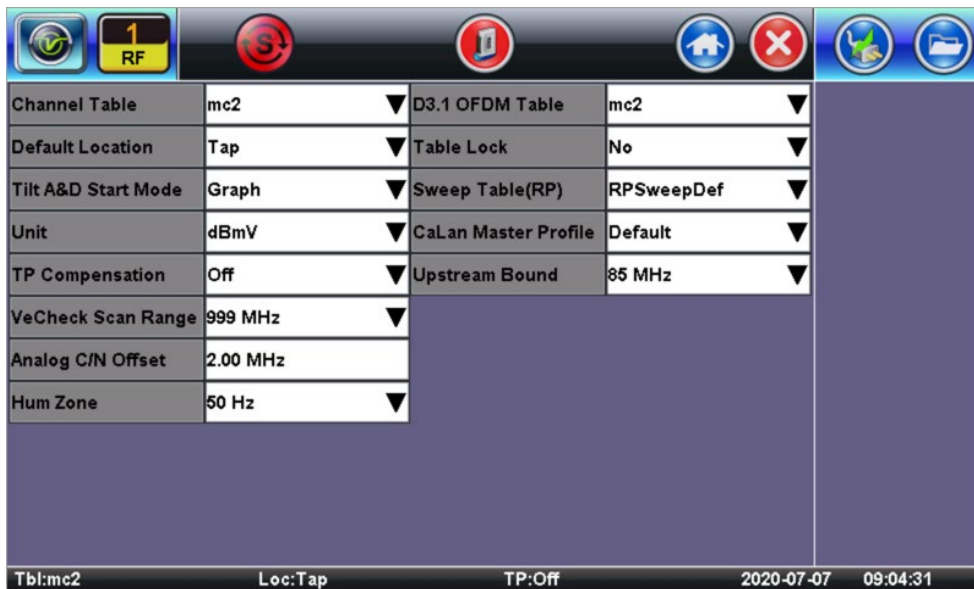 1
RF
S
Channel Table mc2 D3.1 OFDM Table mc2
Default Location Tap Table Lock No
Tilt A&D Start Mode Graph Sweep Table(RP) RPSweepDef
Unit dBmV CaLan Master Profile Default
TP Compensation Off Upstream Bound 85 MHz
VeCheck Scan Range 999 MHz
Analog C/N Offset 2.00 MHz
Hum Zone 50 Hz
Tbl:mc2 Loc:Tap TP:Off 2020-07-07 09:04:31